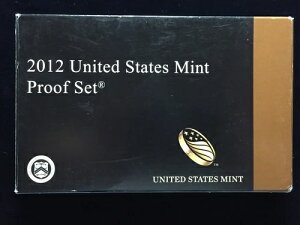 2012 United States Mint
Proof Set®
UNITED STATES MINT